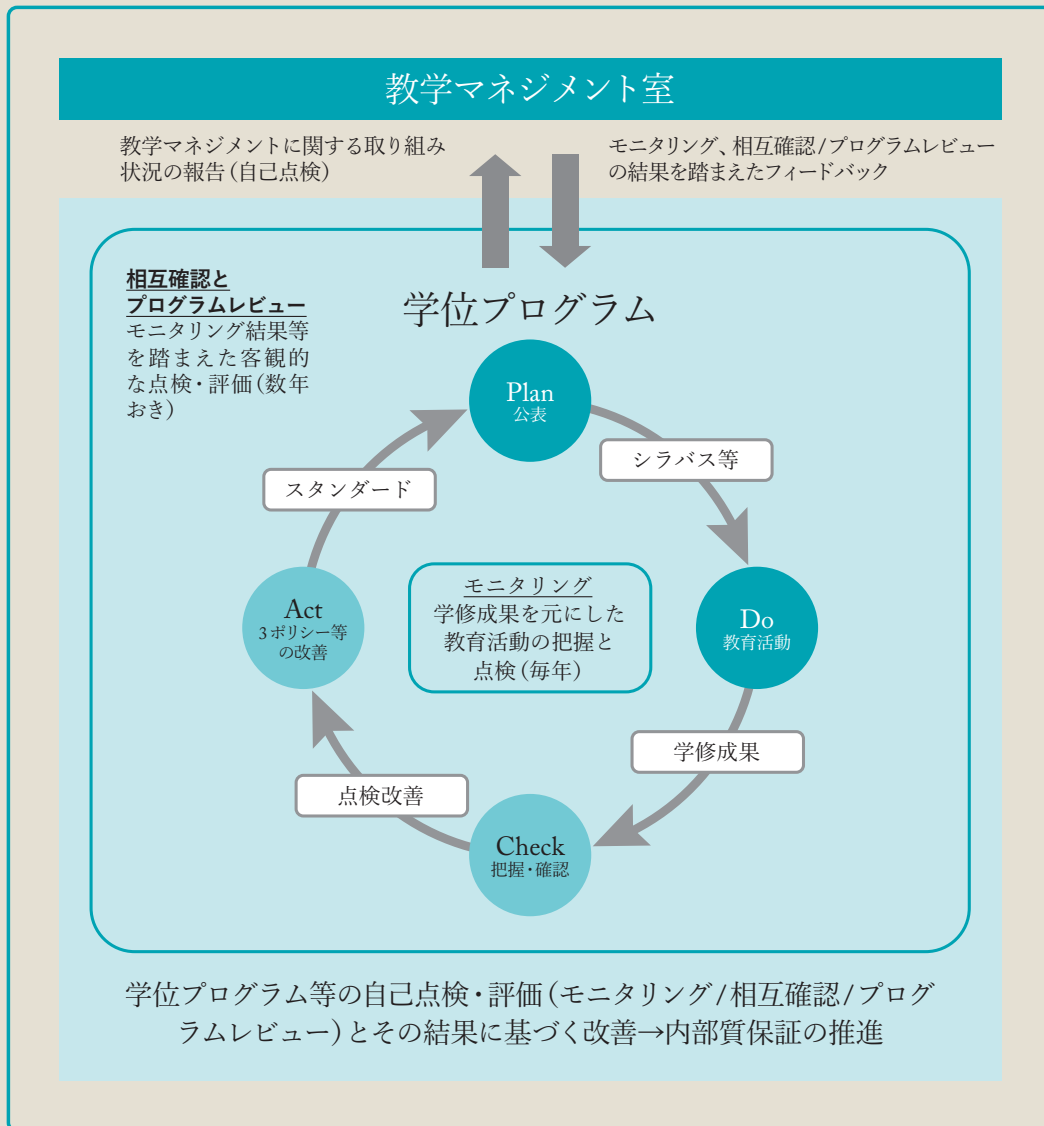 教学マネジメント室
教学マネジメントに関する取り組み
状況の報告(自己点検)
モニタリング、相互確認/プログラムレビュー
の結果を踏まえたフィードバック
相互確認と
プログラムレビュー
モニタリング結果等
を踏まえた客観的
な点検・評価(数年
おき)
学位プログラム
Plan
公表
シラバス等
スタンダード
Act
3ポリシー等
の改善
モニタリング
学修成果を元にした
教育活動の把握と
点検(毎年)
Do
教育活動
学修成果
点検改善
Check
把握・確認
学位プログラム等の自己点検・評価(モニタリング/相互確認/プログ
ラムレビュー)とその結果に基づく改善→内部質保証の推進